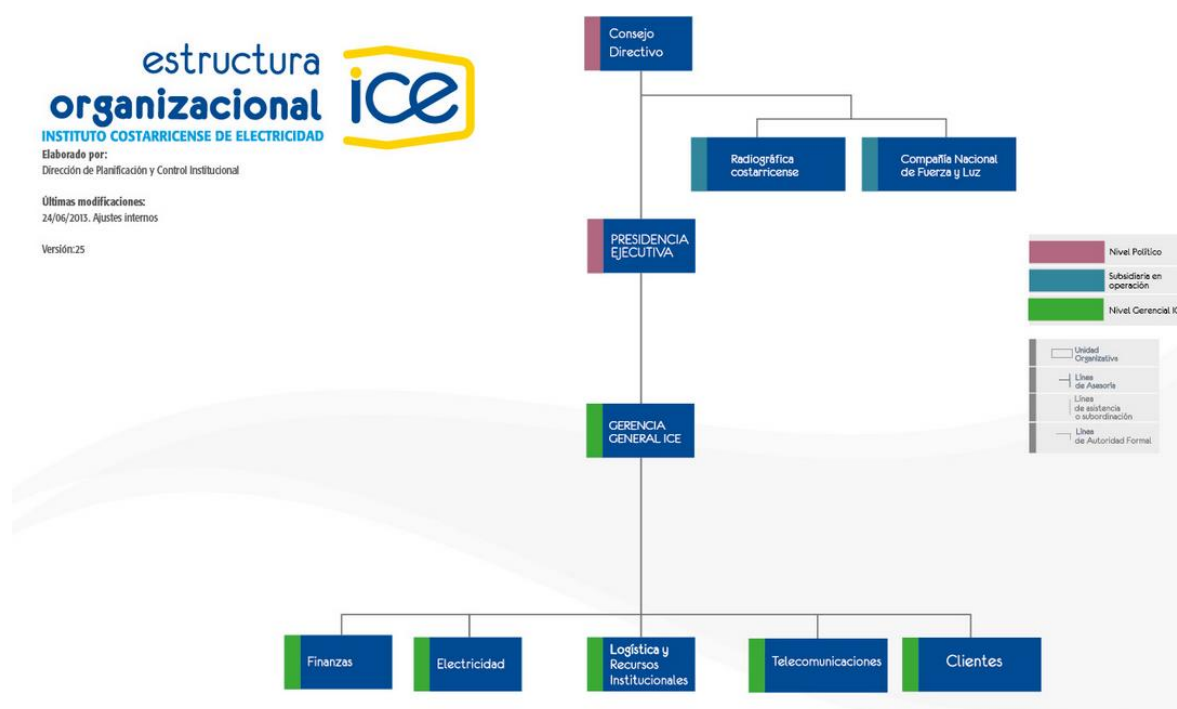 estructura
organizacional
ice
INSTITUTO COSTARRICENSE DE ELECTRICIDAD
Elaborado por:
Dirección de Planificación y Control Institucional
Últimas modificaciones:
24/06/2013. Ajustes internos
Versión:25
Consejo
Directivo
Radiográfica
costarricense
Compañía Nacional
de Fuerza y Luz
PRESIDENCIA
EJECUTIVA
Nivel Político
Subsidiaria en
operación
Nivel Gerencial
Unidad
Organizativa
Línea
de Asesoría
Línea
de asistencia
o subordinación
Línea
de Autoridad Formal
GERENCIA
GENERAL ICE
Finanzas
Electricidad
Logística y
Recursos
Institucionales
Telecomunicaciones
Clientes